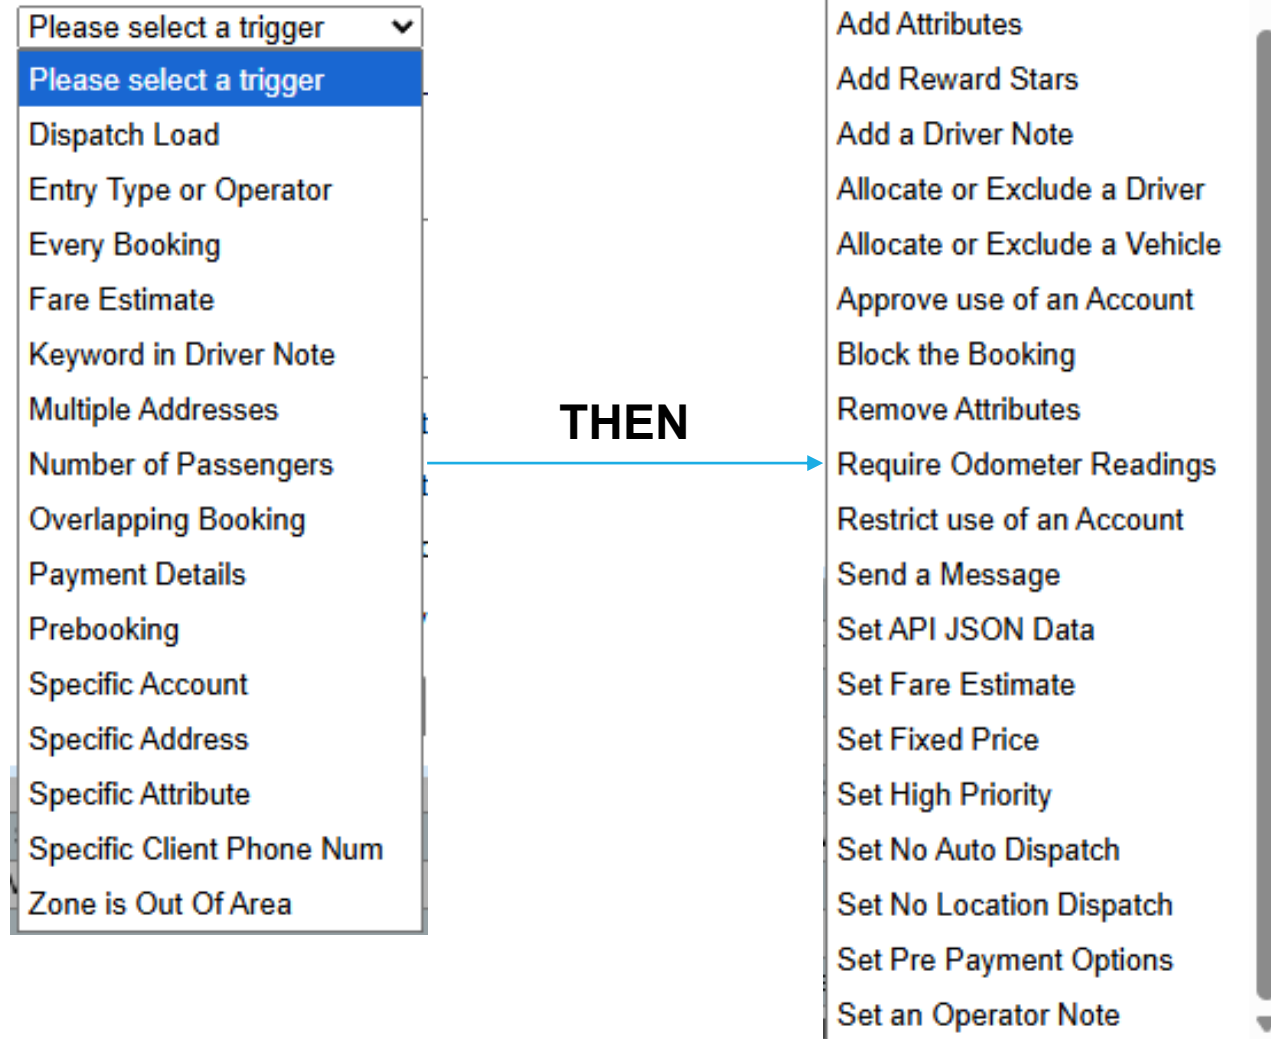 Please select a trigger
Please select a trigger
Dispatch Load
Entry Type or Operator
Every Booking
Fare Estimate
Keyword in Driver Note
Multiple Addresses
Number of Passengers
Overlapping Booking
Payment Details
Prebooking
Specific Account
Specific Address
Specific Attribute
Specific Client Phone Num
Zone is Out Of Area
THEN
Add Attributes
Add Reward Stars
Add a Driver Note
Allocate or Exclude a Driver
Allocate or Exclude a Vehicle
Approve use of an Account
Block the Booking
Remove Attributes
Require Odometer Readings
Restrict use of an Account
Send a Message
Set API JSON Data
Set Fare Estimate
Set Fixed Price
Set High Priority
Set No Auto Dispatch
Set No Location Dispatch
Set Pre Payment Options
Set an Operator Note